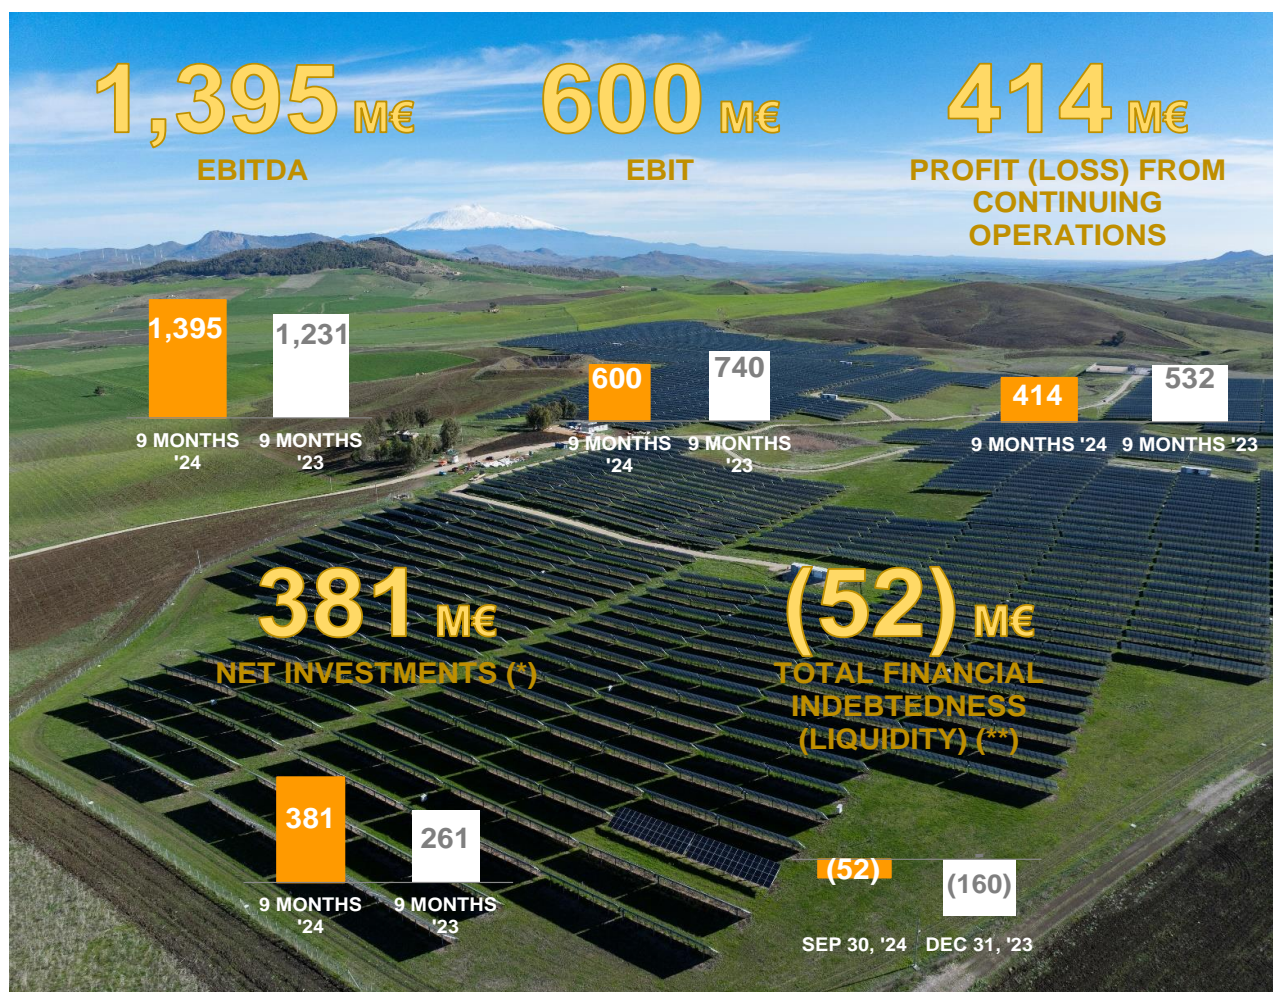 1,395 M€
EBITDA
600 M€
EBIT
414 M€
PROFIT (LOSS) FROM
CONTINUING
OPERATIONS
1,395
1,231
9 MONTHS
'24
9 MONTHS
'23
600
740
9 MONTHS
'24
9 MONTHS
'23
414
532
9 MONTHS '24
9 MONTHS '23
381 M€
NET INVESTMENTS (*)
(52) M€
TOTAL FINANCIAL
INDEBTEDNESS
(LIQUIDITY) (**)
381
261
9 MONTHS
'24
9 MONTHS
'23
(52)
(160)
SEP 30, '24
DEC 31, '23